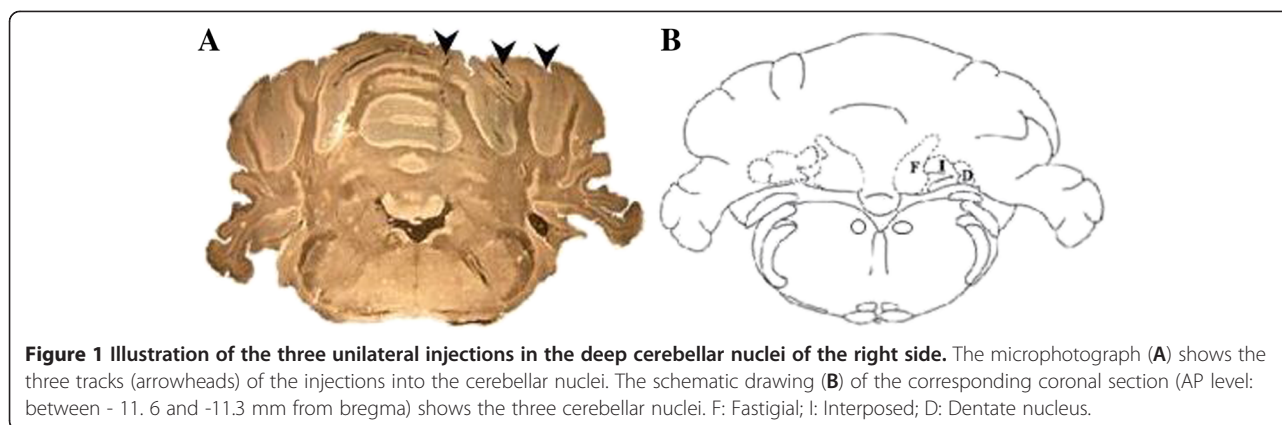 A
B
F I D
Figure 1 Illustration of the three unilateral injections in the deep cerebellar nuclei of the right side. The microphotograph (A) shows the
three tracks (arrowheads) of the injections into the cerebellar nuclei. The schematic drawing (B) of the corresponding coronal section (AP level:
between - 11. 6 and -11.3 mm from bregma) shows the three cerebellar nuclei. F: Fastigial; I: Interposed; D: Dentate nucleus.